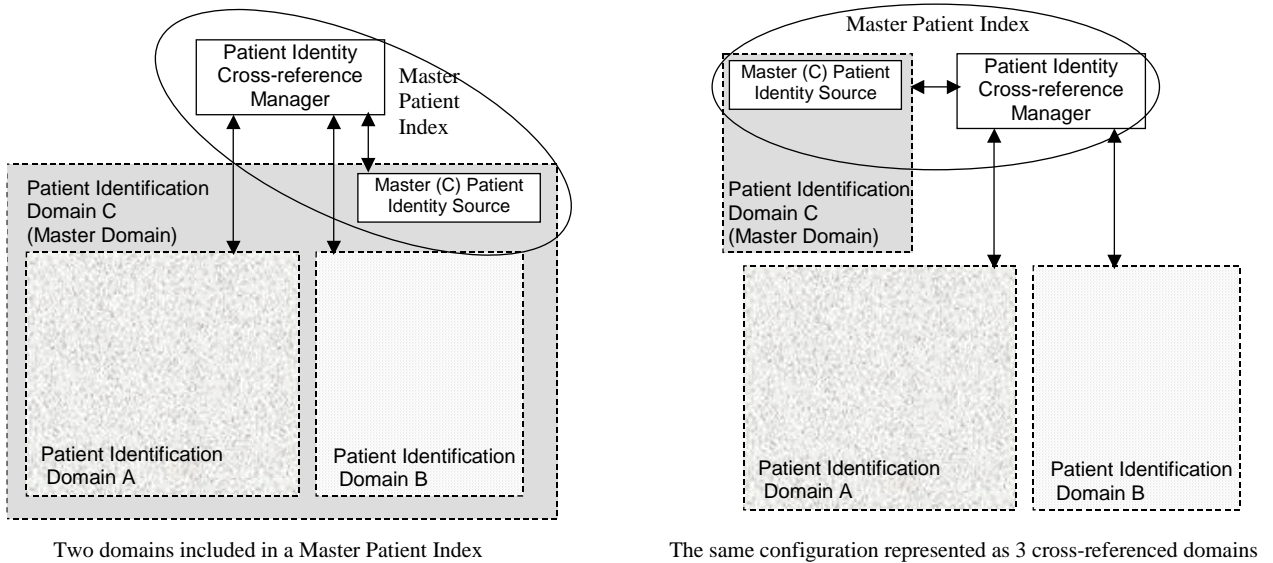 Patient Identity
Cross-reference
Manager
Master
Patient
Index
Patient Identification
Domain C
(Master Domain)
Master (C) Patient
Identity Source
Patient Identification
Domain A
Patient Identification
Domain B
Two domains included in a Master Patient Index
Master Patient Index
Master (C) Patient
Identity Source
Patient Identity
Cross-reference
Manager
Patient Identification
Domain C
(Master Domain)
Patient Identification
Domain A
Patient Identification
Domain B
The same configuration represented as 3 cross-referenced domains